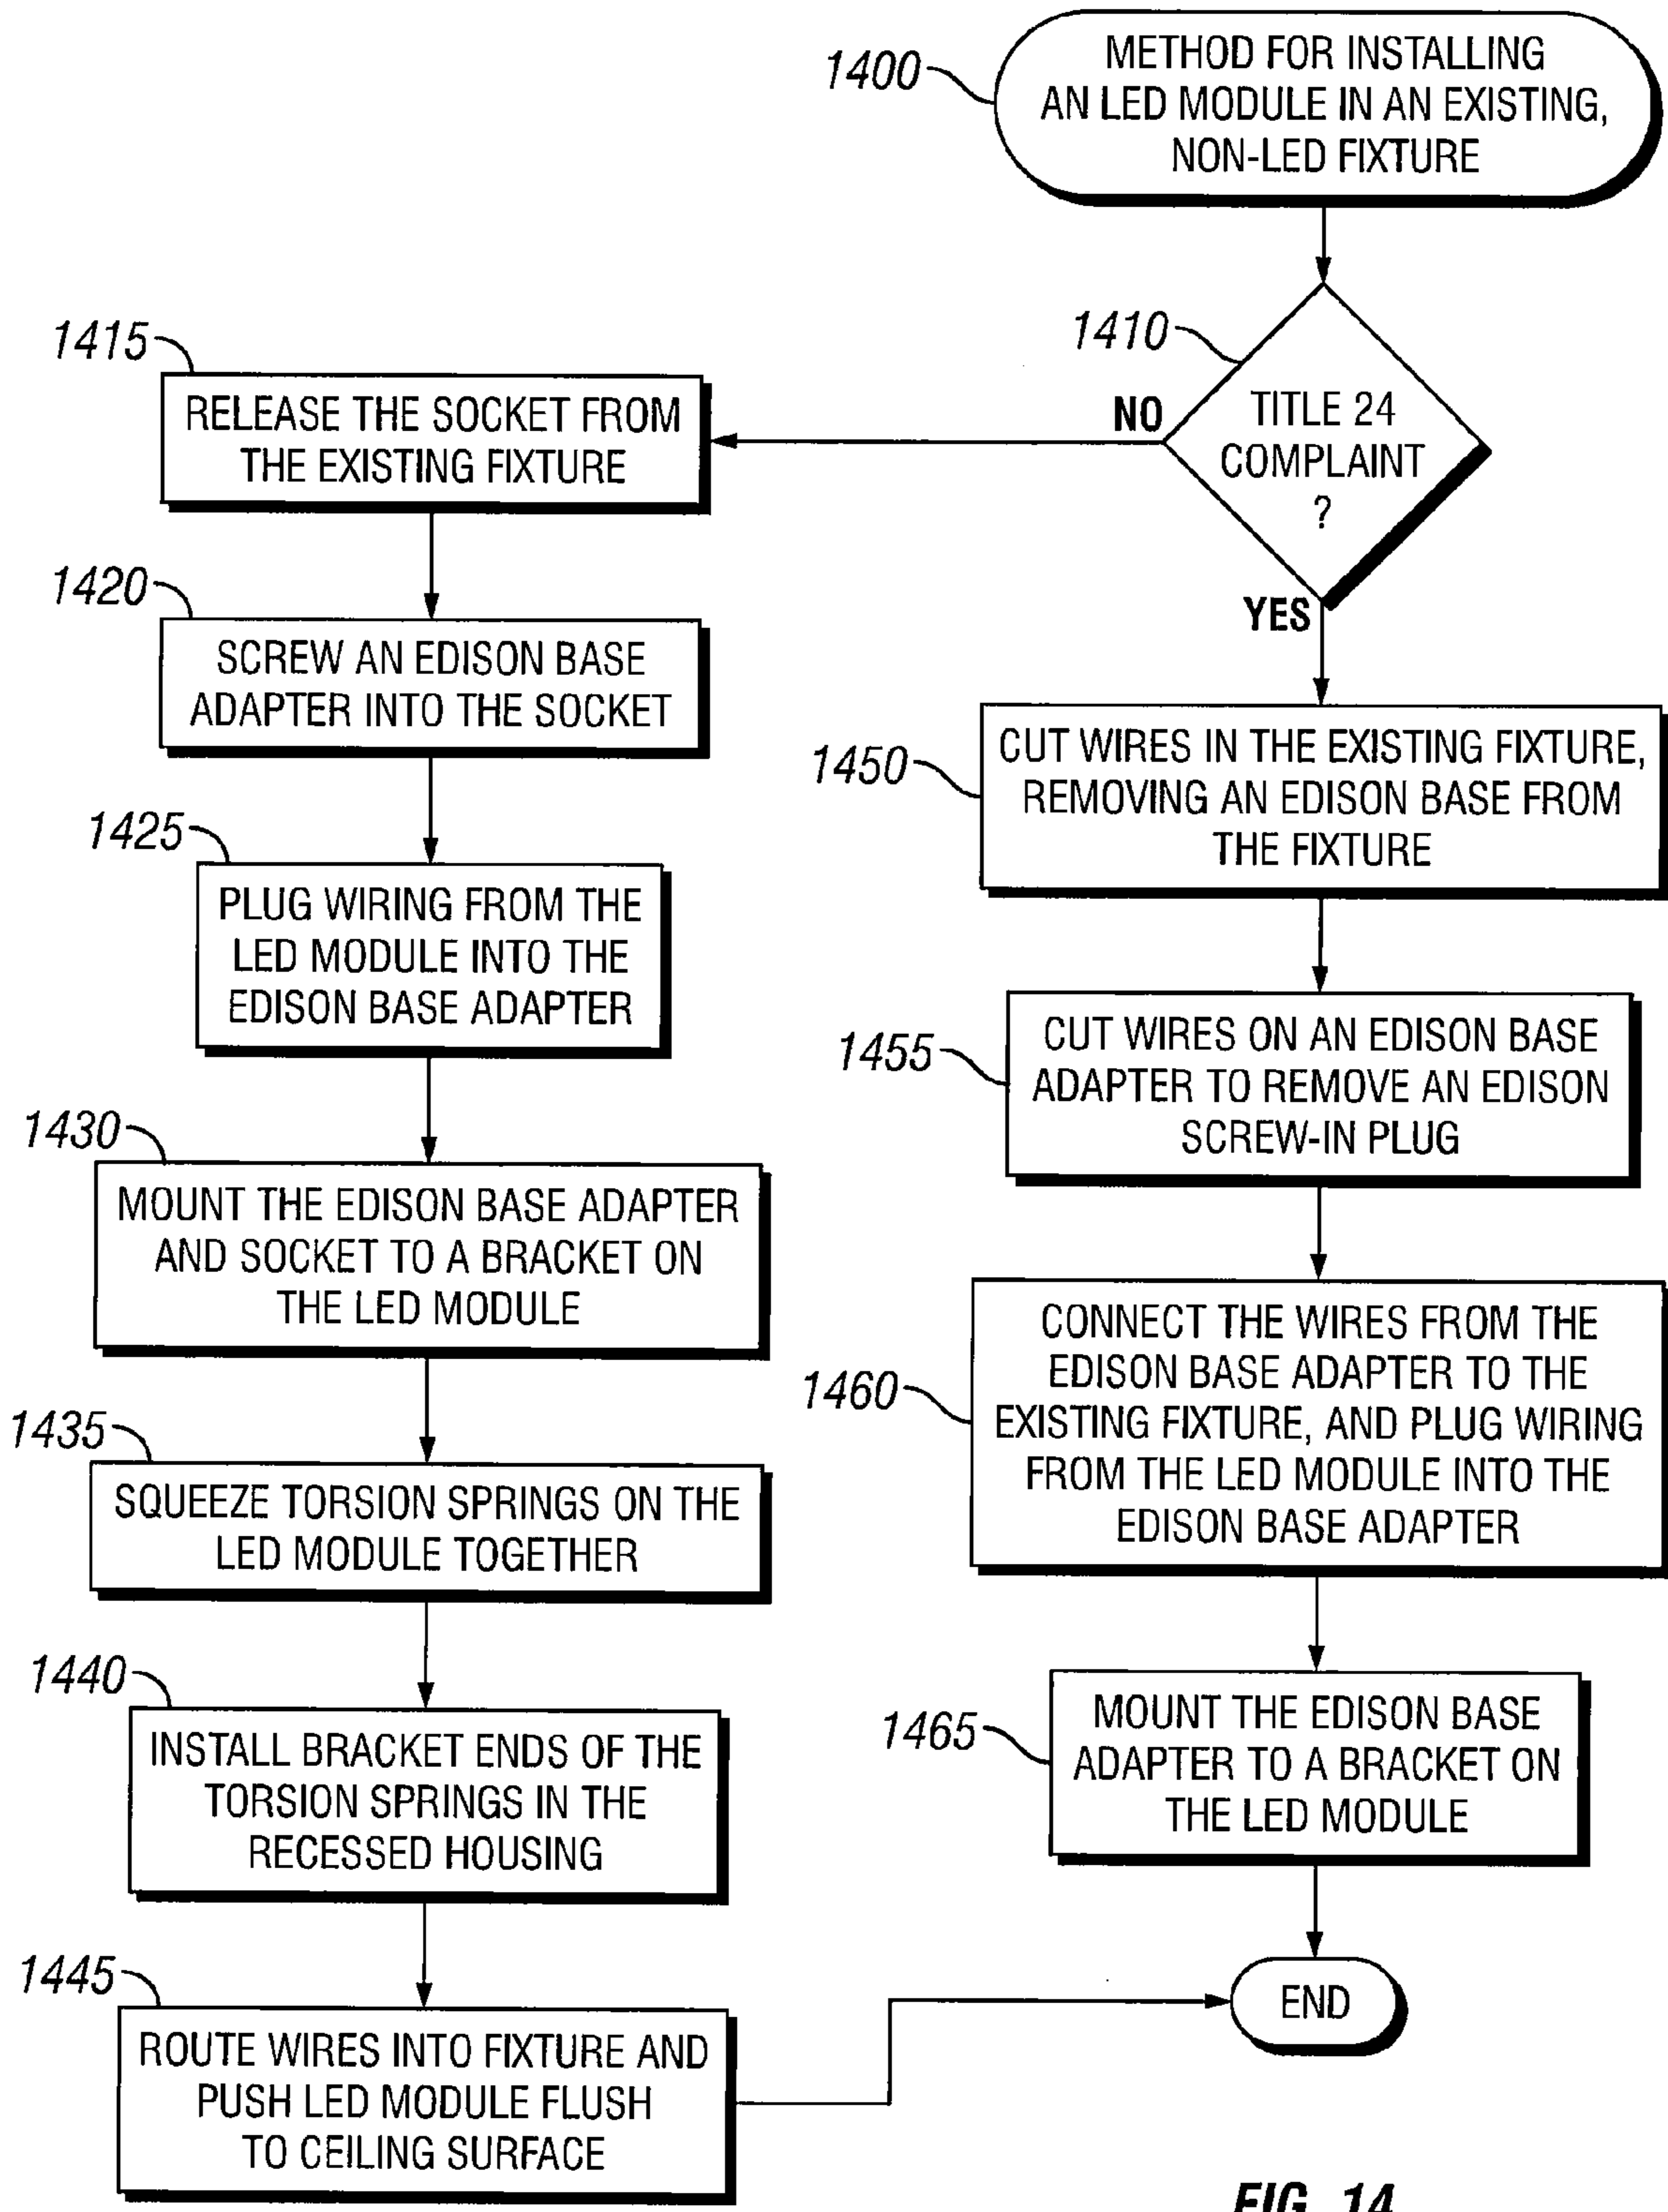 1400
METHOD FOR INSTALLING
AN LED MODULE IN AN EXISTING,
NON-LED FIXTURE
1410
TITLE 24
COMPLAINT
?
NO
YES
1415
RELEASE THE SOCKET FROM
THE EXISTING FIXTURE
1420
SCREW AN EDISON BASE
ADAPTER INTO THE SOCKET
1425
PLUG WIRING FROM THE
LED MODULE INTO THE
EDISON BASE ADAPTER
1430
MOUNT THE EDISON BASE ADAPTER
AND SOCKET TO A BRACKET ON
THE LED MODULE
1435
SQUEEZE TORSION SPRINGS ON THE
LED MODULE TOGETHER
1440
INSTALL BRACKET ENDS OF THE
TORSION SPRINGS IN THE
RECESSED HOUSING
1445
ROUTE WIRES INTO FIXTURE AND
PUSH LED MODULE FLUSH
TO CEILING SURFACE
1450
CUT WIRES IN THE EXISTING FIXTURE,
REMOVING AN EDISON BASE FROM
THE FIXTURE
1455
CUT WIRES ON AN EDISON BASE
ADAPTER TO REMOVE AN EDISON
SCREW-IN PLUG
1460
CONNECT THE WIRES FROM THE
EDISON BASE ADAPTER TO THE
EXISTING FIXTURE, AND PLUG WIRING
FROM THE LED MODULE INTO THE
EDISON BASE ADAPTER
1465
MOUNT THE EDISON BASE
ADAPTER TO A BRACKET ON
THE LED MODULE
END
FIG. 14